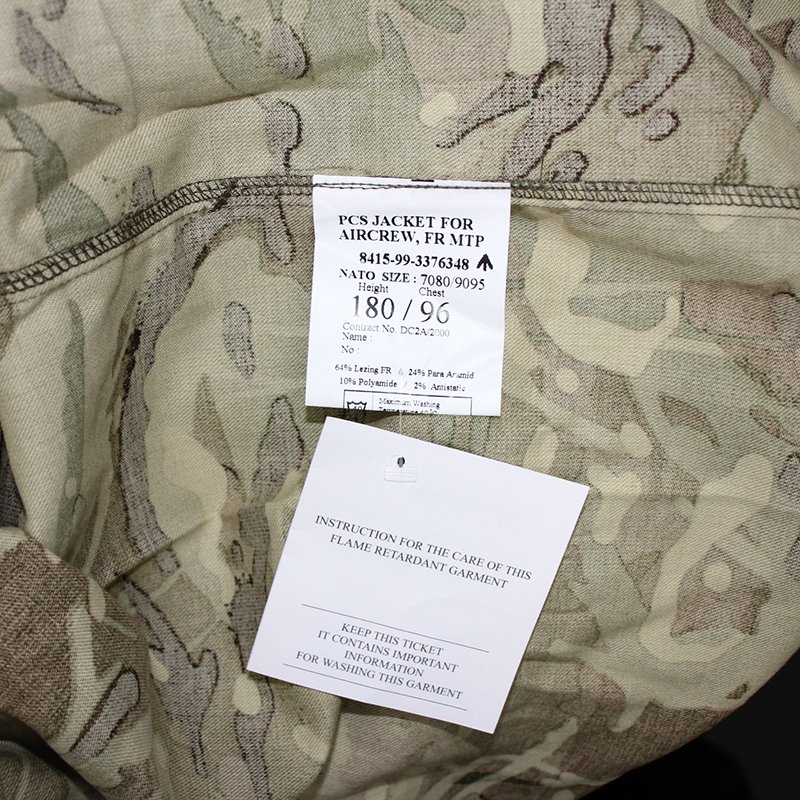 PCS JACKET FOR
AIRCREW, FR MTP
8415-99-3376348
NATO SIZE : 7080/9095
Height Chest
180 / 96
Contract No. DC2A/2000
Name :
No :
64% Lezing FR & 24% Para Aramid
10% Polyamide / 2% Antistatic
Maximum Washing
INSTRUCTION FOR THE CARE OF THIS
FLAME RETARDANT GARMENT
KEEP THIS TICKET
IT CONTAINS IMPORTANT
INFORMATION
FOR WASHING THIS GARMENT